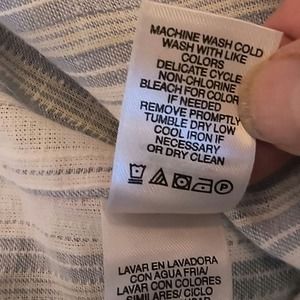 MACHINE WASH COLD
WASH WITH LIKE
COLORS
DELICATE CYCLE
NON-CHLORINE
BLEACH FOR COLOR
IF NEEDED
REMOVE PROMPTLY
TUMBLE DRY LOW
COOL IRON IF
NECESSARY
OR DRY CLEAN
P
LAVAR EN LAVADORA
CON AGUA FRIA/
LAVAR CON COLORES
SIMILARES/ CICLO